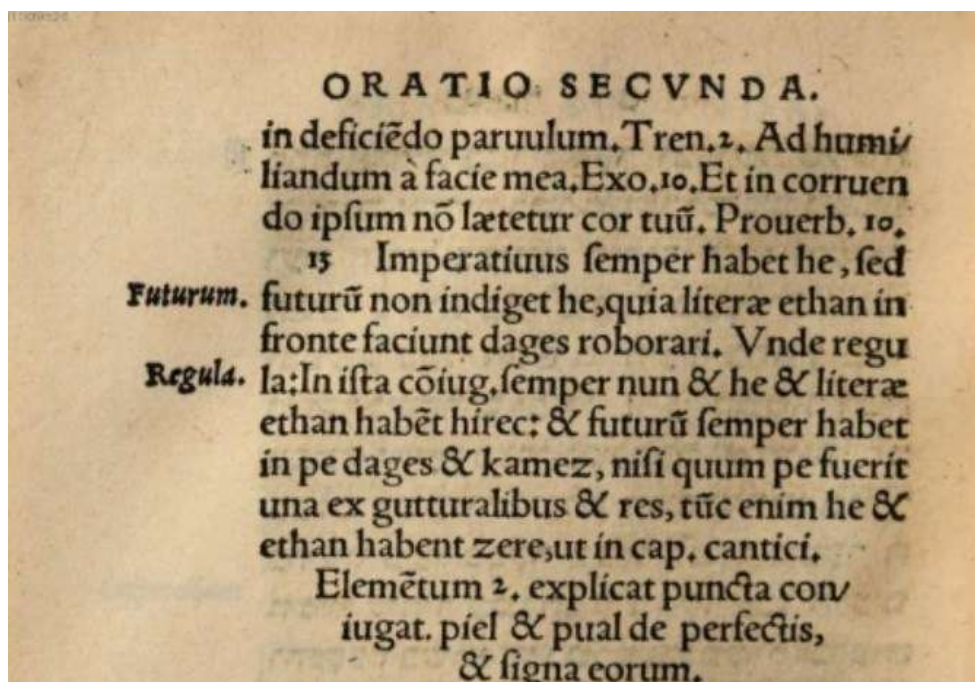 ORATIO SECVNDA.
in deficiẽdo paruulum. Tren. 2. Ad humi/
liandum à facie mea. Exo. 10. Et in corruen
do ipſum nõ lætetur cor tuũ. Prouerb. 10.
13 Imperatiuus ſemper habet he, ſed
Futurum. futurũ non indiget he, quia literæ ethan in
fronte faciunt dages roborari. Vnde regu
Regula. la: In iſta cõiug. ſemper nun & he & literæ
ethan habẽt hirec: & futurũ ſemper habet
in pe dages & kamez, niſi quum pe fuerit
una ex gutturalibus & res, tũc enim he &
ethan habent zere, ut in cap. cantici.
Elemẽtum 2. explicat puncta con/
iugat. piel & pual de perfectis,
& ſigna eorum.